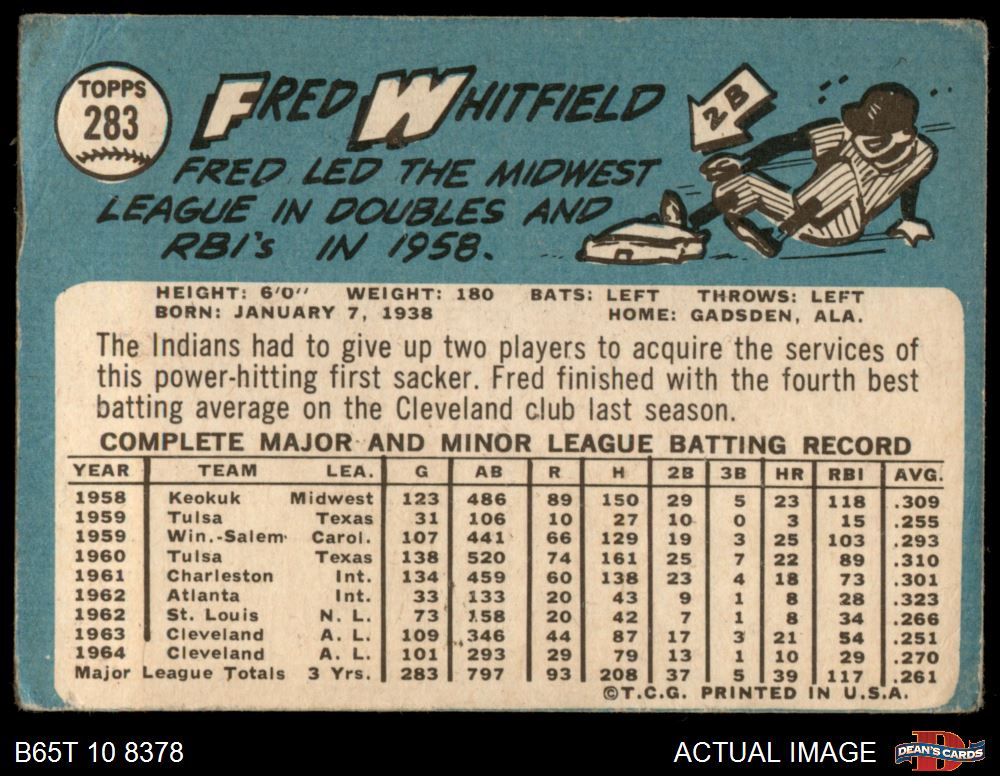 TOPPS
283
FRED WHITFIELD
2B
FRED LED THE MIDWEST
LEAGUE IN DOUBLES AND
RBI's IN 1958.
HEIGHT: 6'0" WEIGHT: 180 BATS: LEFT THROWS: LEFT
BORN: JANUARY 7, 1938 HOME: GADSDEN, ALA.
The Indians had to give up two players to acquire the services of
this power-hitting first sacker. Fred finished with the fourth best
batting average on the Cleveland club last season.
COMPLETE MAJOR AND MINOR LEAGUE BATTING RECORD
YEAR TEAM LEA. G AB R H 2B 3B HR RBI AVG.
1958 Keokuk Midwest 123 486 89 150 29 5 23 118 .309
1959 Tulsa Texas 31 106 10 27 10 0 3 15 .255
1959 Win.-Salem Carol. 107 441 66 129 19 3 25 103 .293
1960 Tulsa Texas 138 520 74 161 25 7 22 89 .310
1961 Charleston Int. 134 459 60 138 23 4 18 73 .301
1962 Atlanta Int. 33 133 20 43 9 1 8 28 .323
1962 St. Louis N. L. 73 158 20 42 7 1 8 34 .266
1963 Cleveland A. L. 109 346 44 87 17 3 21 54 .251
1964 Cleveland A. L. 101 293 29 79 13 1 10 29 .270
Major League Totals 3 Yrs. 283 797 93 208 37 5 39 117 .261
©T.C.G. PRINTED IN U.S.A.
B65T 10 8378
ACTUAL IMAGE
DEAN'S CARDS